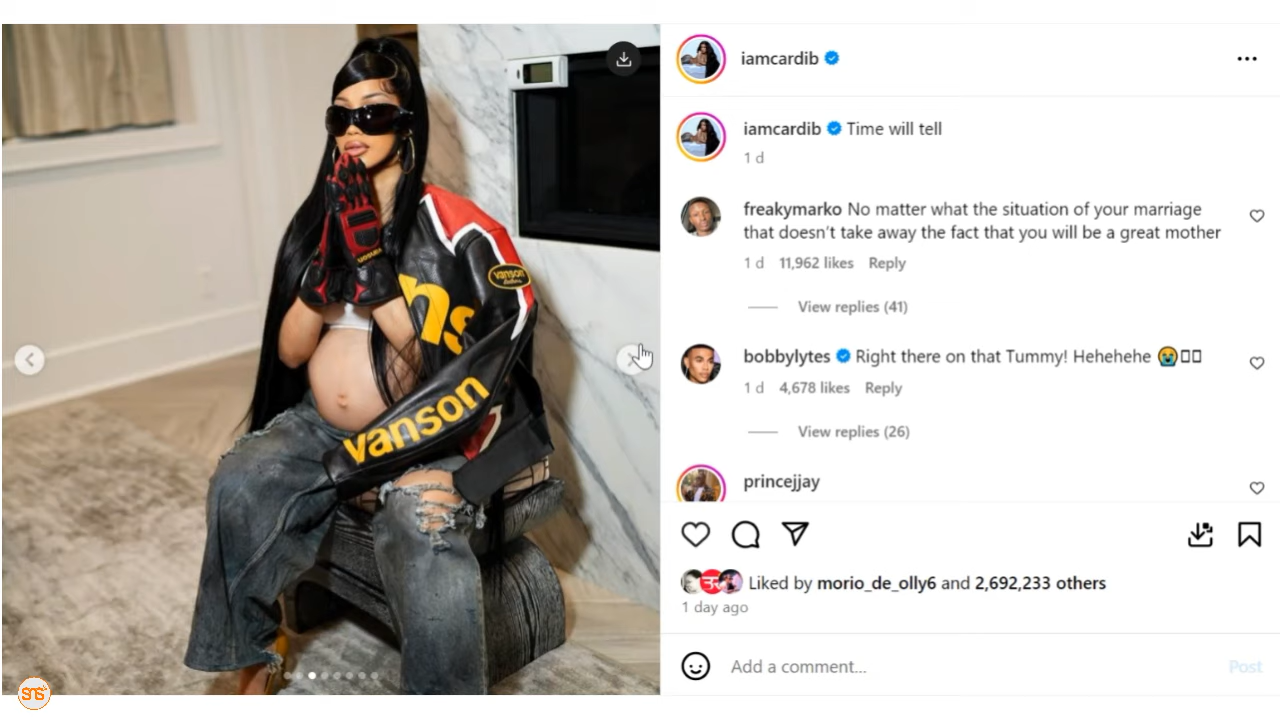 iamcardib
iamcardib Time will tell
1 d
freakymarko No matter what the situation of your marriage
that doesn't take away the fact that you will be a great mother
1 d 11,962 likes Reply
View replies (41)
bobbylytes Right there on that Tummy! Hehehehe 😭
1 d 4,678 likes Reply
View replies (26)
princejjay
Liked by morio_de_olly6 and 2,692,233 others
1 day ago
Add a comment... Post
vanson
ns
vanson
vanson
SNS